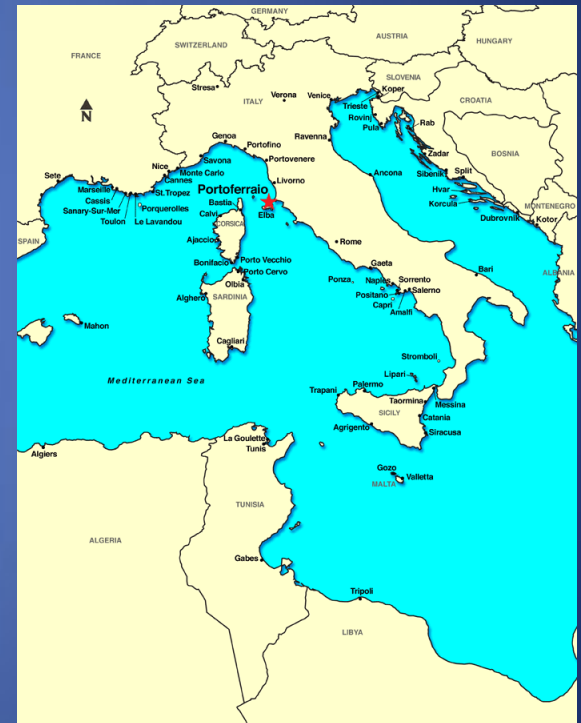 GERMANY
FRANCE
SWITZERLAND
AUSTRIA
HUNGARY
N
Stresa
ITALY
Verona
Venice
SLOVENIA
Koper
Trieste
CROATIA
Rovinj
Pula
Rab
Genoa
Portofino
Ravenna
Zadar
BOSNIA
Savona
Portovenere
Nice
Monte Carlo
Cannes
Ancona
Sibenik
Split
Sete
Marseille
St.Tropez
Portoferraio
Livorno
Hvar
Cassis
Porquerolles
Bastia
Elba
Korcula
MONTENEGRO
Sanary-Sur-Mer
Toulon
Le Lavandou
Calvi
CORSICA
Dubrovnik
Kotor
SPAIN
Ajaccio
Rome
ALBANIA
Bonifacio
Porto Vecchio
Gaeta
Bari
Porto Cervo
Ponza
Naples
Sorrento
Olbia
Positano
Salerno
Alghero
SARDINIA
Capri
Amalfi
Mahon
Cagliari
Stromboli
Mediterranean Sea
Lipari
Trapani
Palermo
Taormina
Messina
SICILY
Catania
Agrigento
Siracusa
La Goulette
Tunis
Algiers
Gozo
Valletta
MALTA
TUNISIA
ALGERIA
Gabes
Tripoli
LIBYA